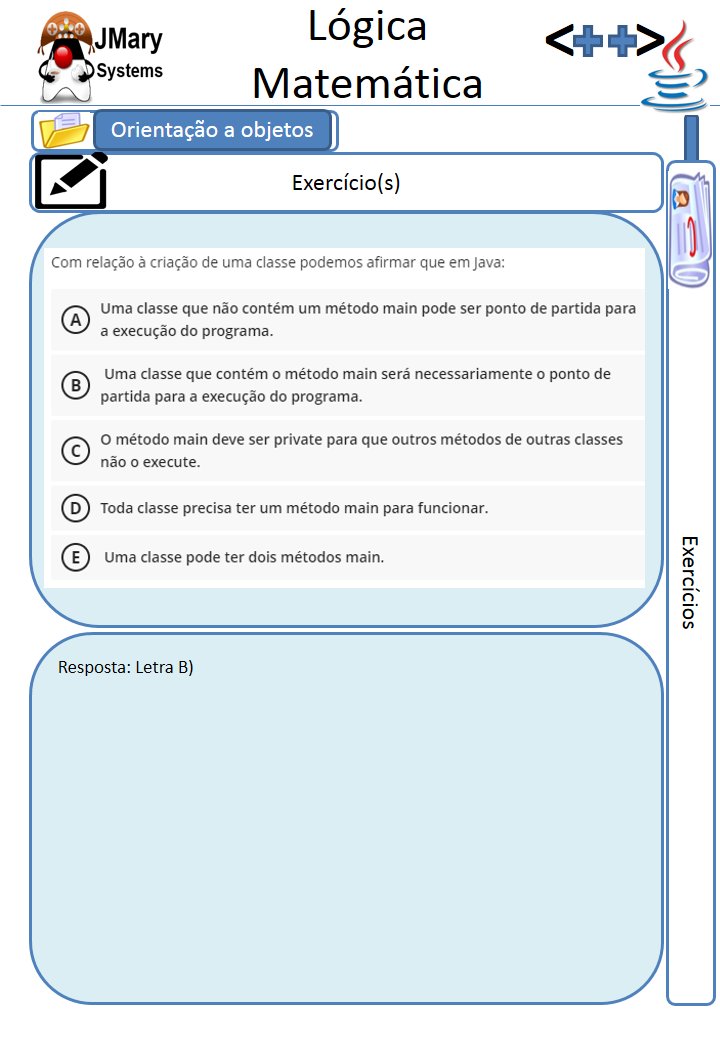 JMary
Systems
Lógica
Matemática
<++>
Orientação a objetos
Exercício(s)
Com relação à criação de uma classe podemos afirmar que em Java:
A Uma classe que não contém um método main pode ser ponto de partida para
a execução do programa.
B Uma classe que contém o método main será necessariamente o ponto de
partida para a execução do programa.
C O método main deve ser private para que outros métodos de outras classes
não o execute.
D Toda classe precisa ter um método main para funcionar.
E Uma classe pode ter dois métodos main.
Exercícios
Resposta: Letra B)